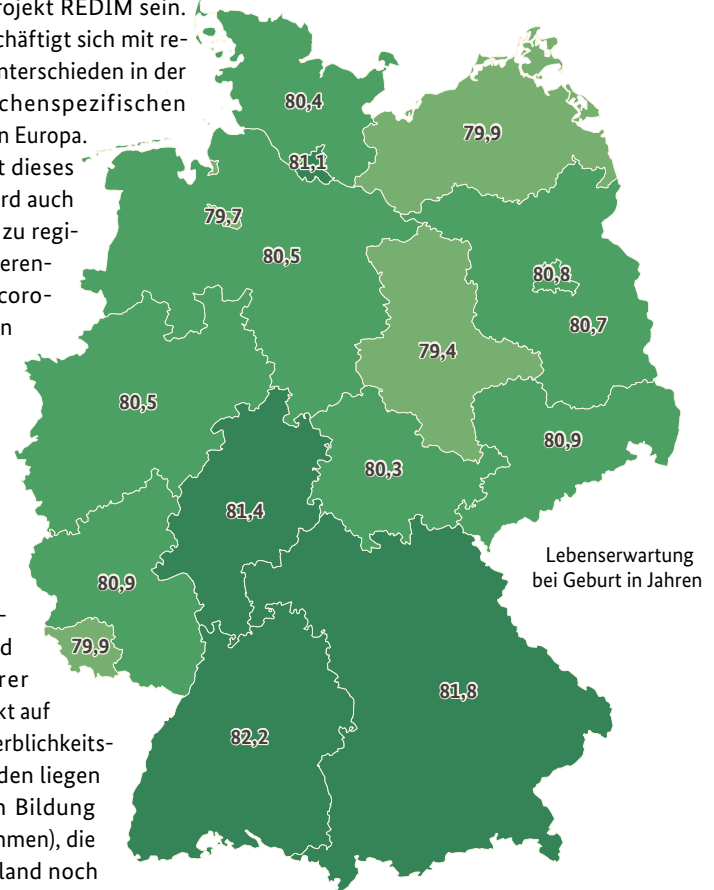 rojekt REDIM sein.
chäftigt sich mit re-
nterschieden in der
chenspezifischen
n Europa.
t dieses
rd auch
zu regi-
eren-
coro-
n
80,4
79,9
81,1
79,7
80,5
80,8
80,7
79,4
80,5
80,9
80,3
81,4
Lebenserwartung
bei Geburt in Jahren
80,9
79,9
81,8
82,2
-
d
rer
kt auf
erblichkeits-
den liegen
n Bildung
nmen), die
land noch